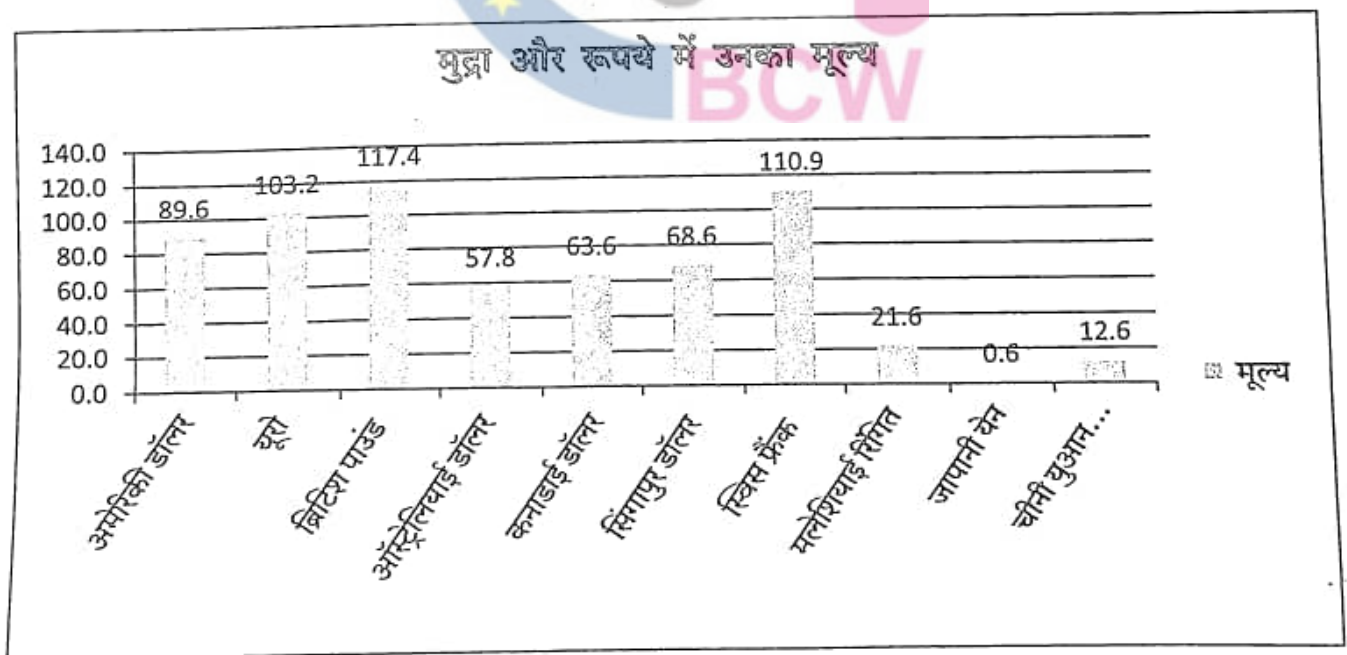 BCW
मुद्रा और रूपये में उनका मूल्य
140.0
120.0
100.0
80.0
60.0
40.0
20.0
0.0
89.6
103.2
117.4
57.8
63.6
68.6
110.9
21.6
0.6
12.6
अमेरिकी डॉलर
यूरो
ब्रिटिश पाउंड
ऑस्ट्रेलियाई डॉलर
कनाडाई डॉलर
सिंगापुर डॉलर
स्विस फ्रैंक
मलेशियाई रिंगित
जापानी येन
चीनी युआन...
मूल्य